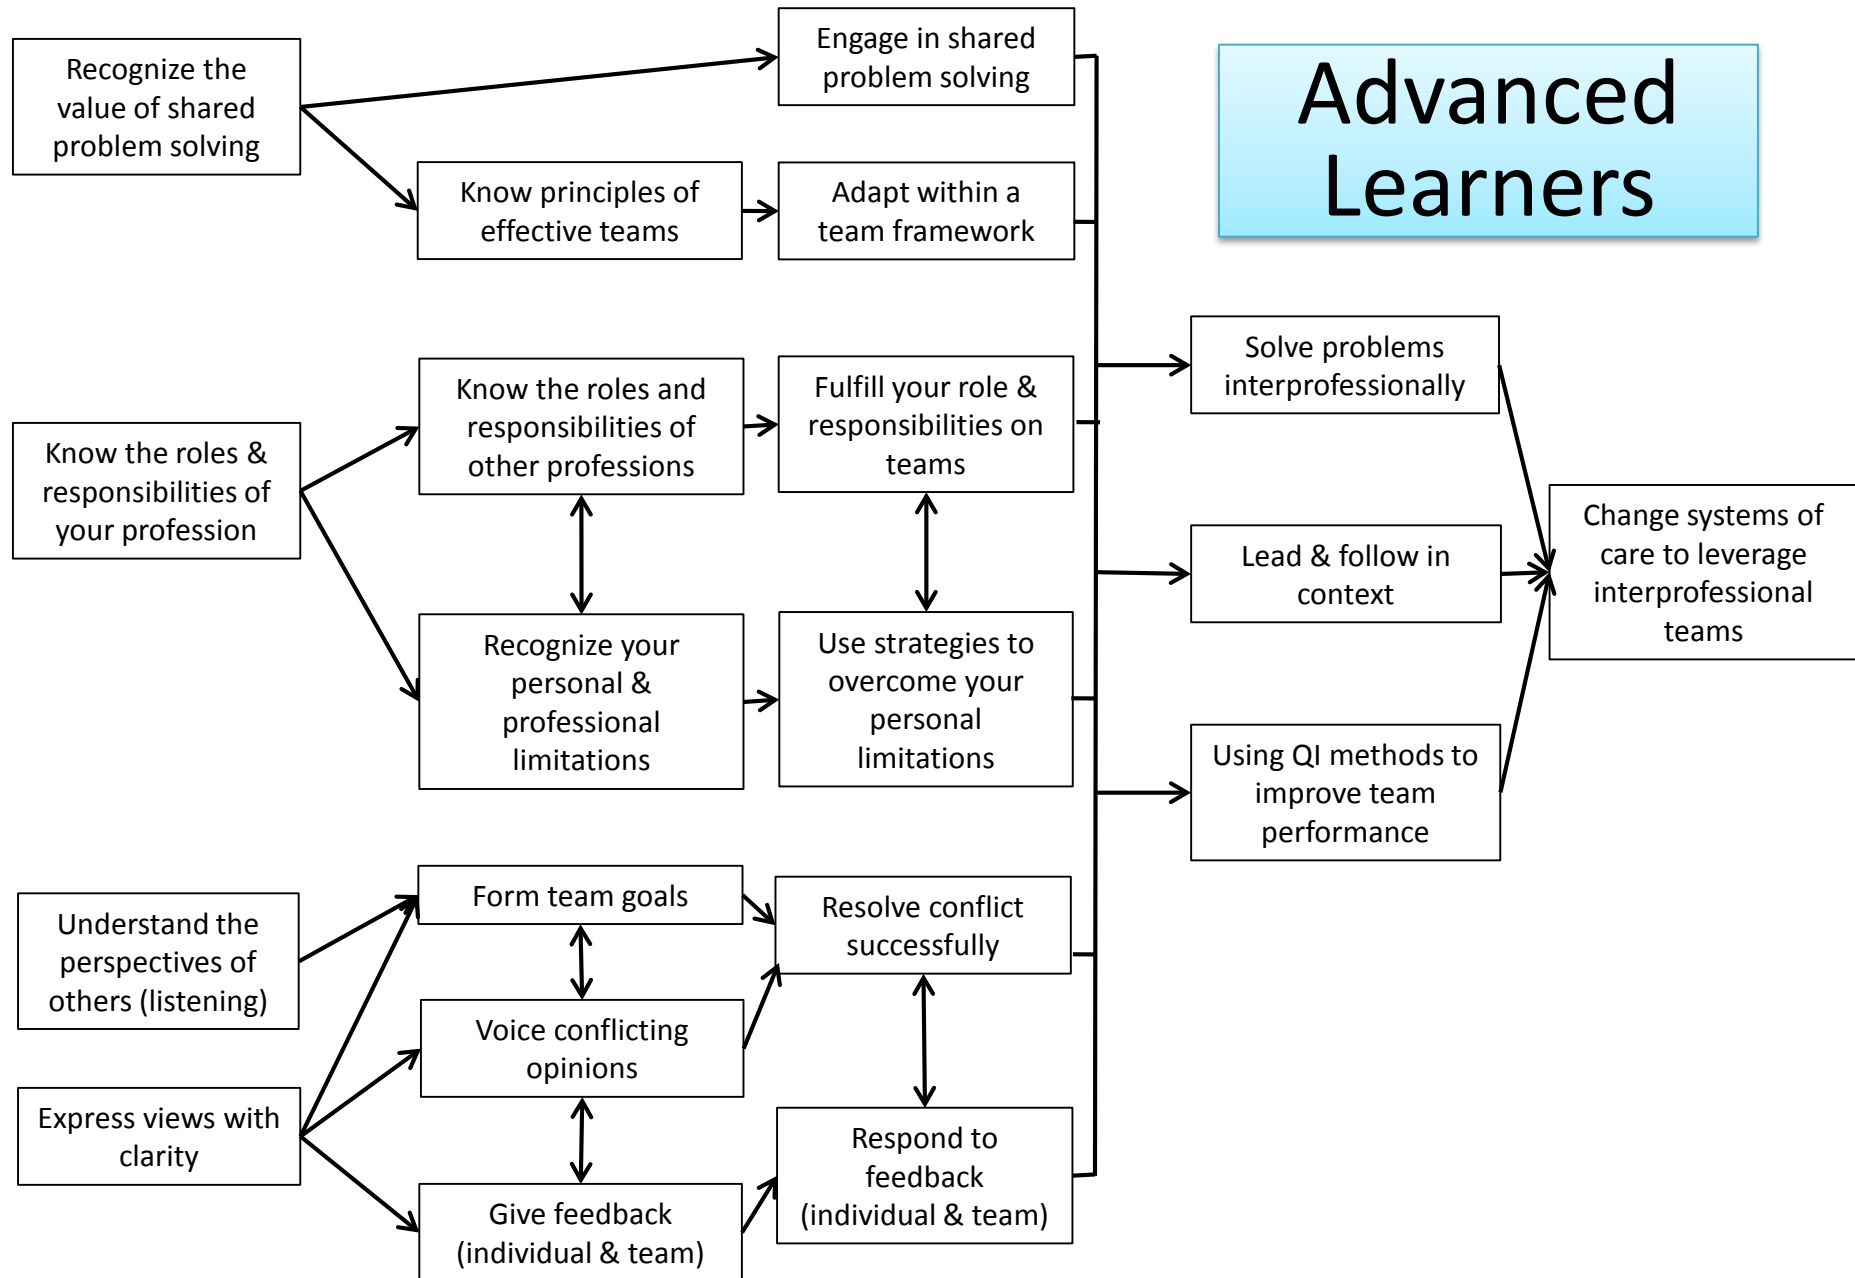 Recognize the
value of shared
problem solving
Engage in shared
problem solving
Advanced
Learners
Know principles of
effective teams
Adapt within a
team framework
Know the roles &
responsibilities of
your profession
Know the roles and
responsibilities of
other professions
Fulfill your role &
responsibilities on
teams
Recognize your
personal &
professional
limitations
Use strategies to
overcome your
personal
limitations
Solve problems
interprofessionally
Lead & follow in
context
Using QI methods to
improve team
performance
Change systems of
care to leverage
interprofessional
teams
Understand the
perspectives of
others (listening)
Express views with
clarity
Form team goals
Voice conflicting
opinions
Give feedback
(individual & team)
Resolve conflict
successfully
Respond to
feedback
(individual & team)